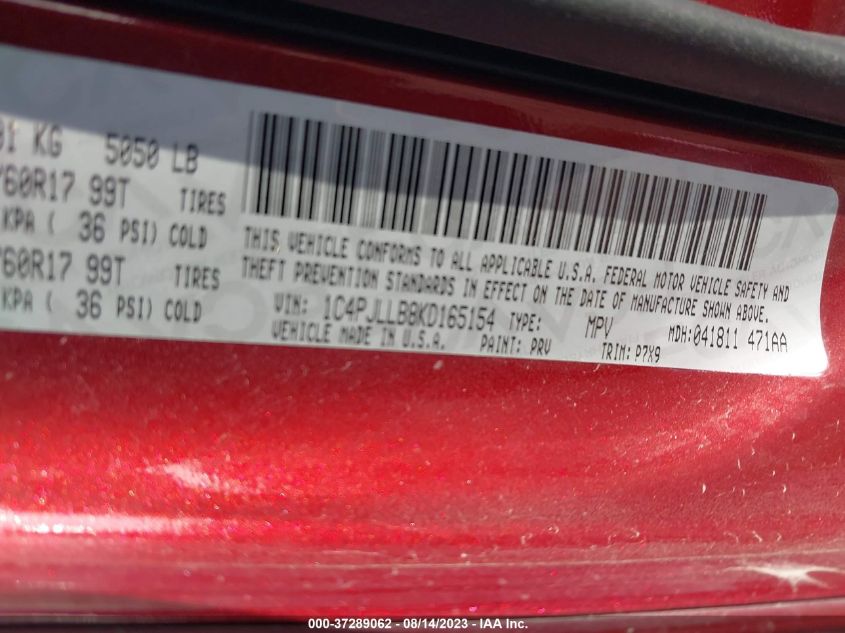 KG 5050 LB
60R17 99T TIRES
KPA ( 36 PSI) COLD
60R17 99T TIRES
KPA ( 36 PSI) COLD
THIS VEHICLE CONFORMS TO ALL APPLICABLE U.S.A. FEDERAL MOTOR VEHICLE SAFETY AND
THEFT PREVENTION STANDARDS IN EFFECT ON THE DATE OF MANUFACTURE SHOWN ABOVE.
VIN: 1C4PJLLB8KD165154 TYPE: MPV MDH:041811 471AA
VEHICLE MADE IN U.S.A. PAINT: PRV TRIM: P7X9
000-37289062 - 08/14/2023 - IAA Inc.